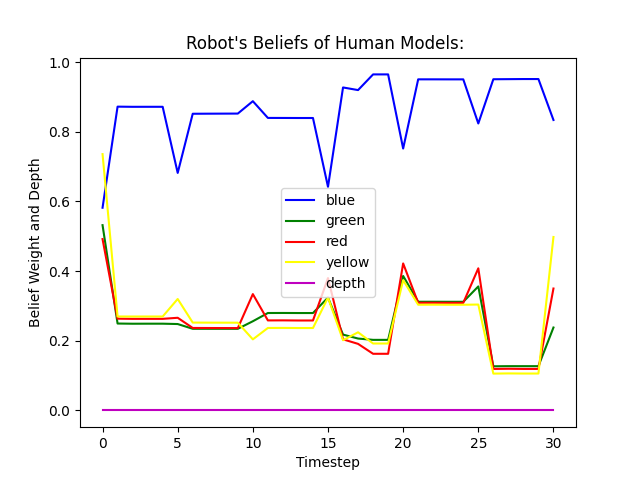 Robot's Beliefs of Human Models:
Belief Weight and Depth
1.0
0.8
0.6
0.4
0.2
0.0
blue
green
red
yellow
depth
0 5 10 15 20 25 30
Timestep